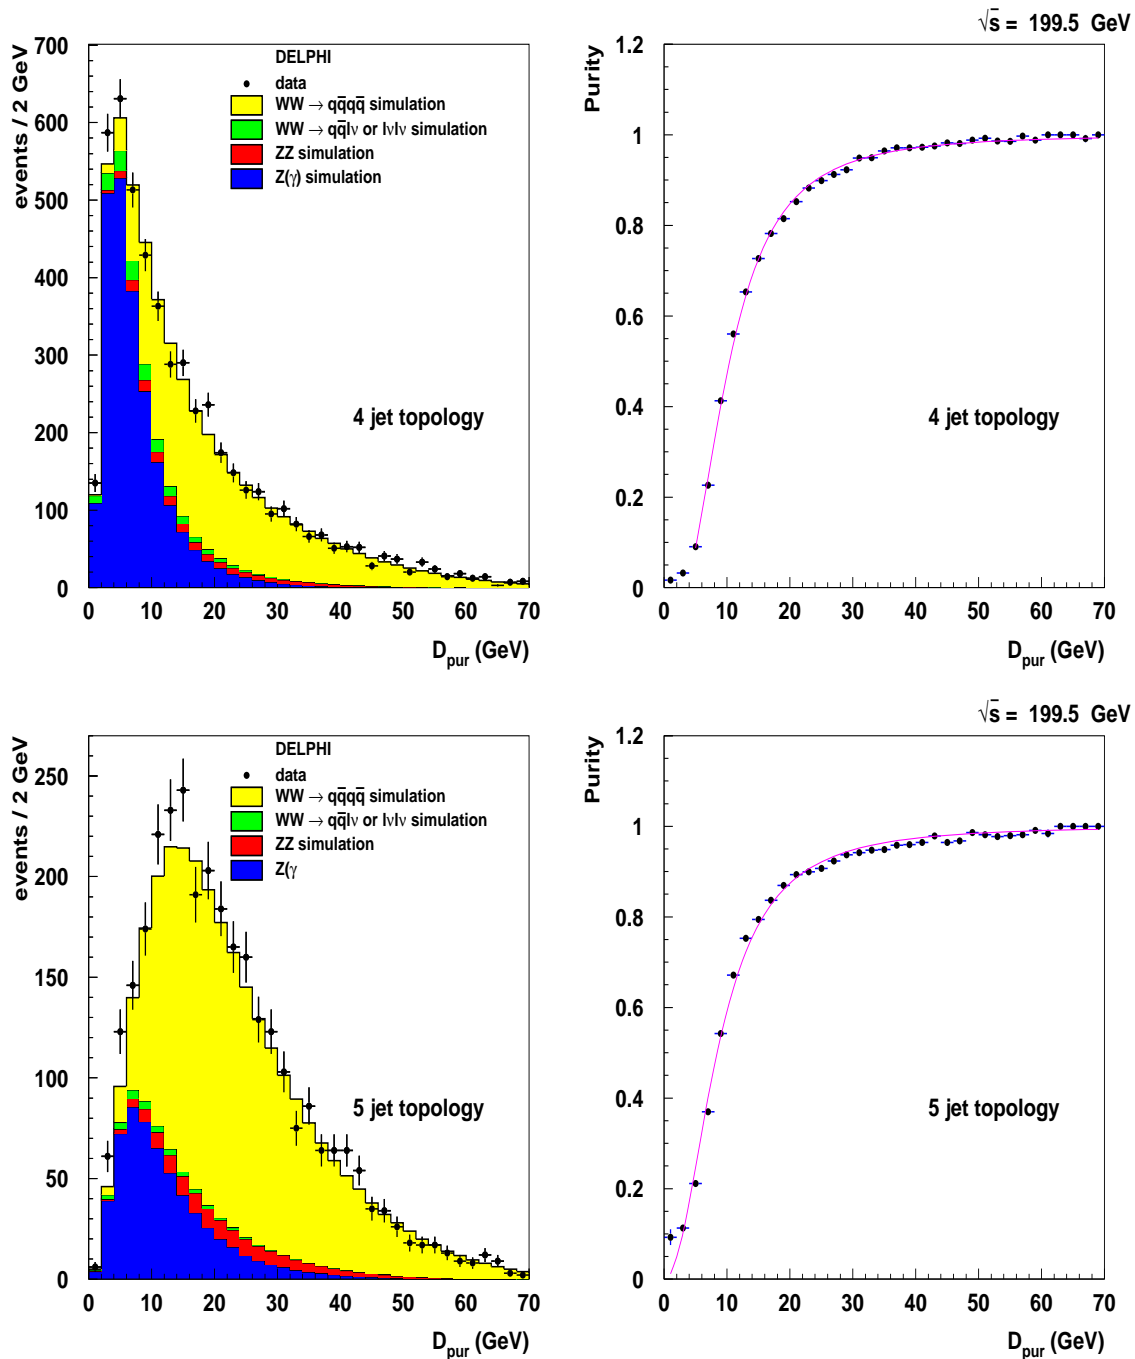 √s̄ = 199.5 GeV
events / 2 GeV
700
600
500
400
300
200
100
0
DELPHI
data
WW → qq̄qq̄ simulation
WW → qq̄lν or lνlν simulation
ZZ simulation
Z(γ) simulation
4 jet topology
0 10 20 30 40 50 60 70
D_pur (GeV)
Purity
1.2
1
0.8
0.6
0.4
0.2
0
4 jet topology
0 10 20 30 40 50 60 70
D_pur (GeV)
√s̄ = 199.5 GeV
events / 2 GeV
250
200
150
100
50
0
DELPHI
data
WW → qq̄qq̄ simulation
WW → qq̄lν or lνlν simulation
ZZ simulation
Z(γ
5 jet topology
0 10 20 30 40 50 60 70
D_pur (GeV)
Purity
1.2
1
0.8
0.6
0.4
0.2
0
5 jet topology
0 10 20 30 40 50 60 70
D_pur (GeV)